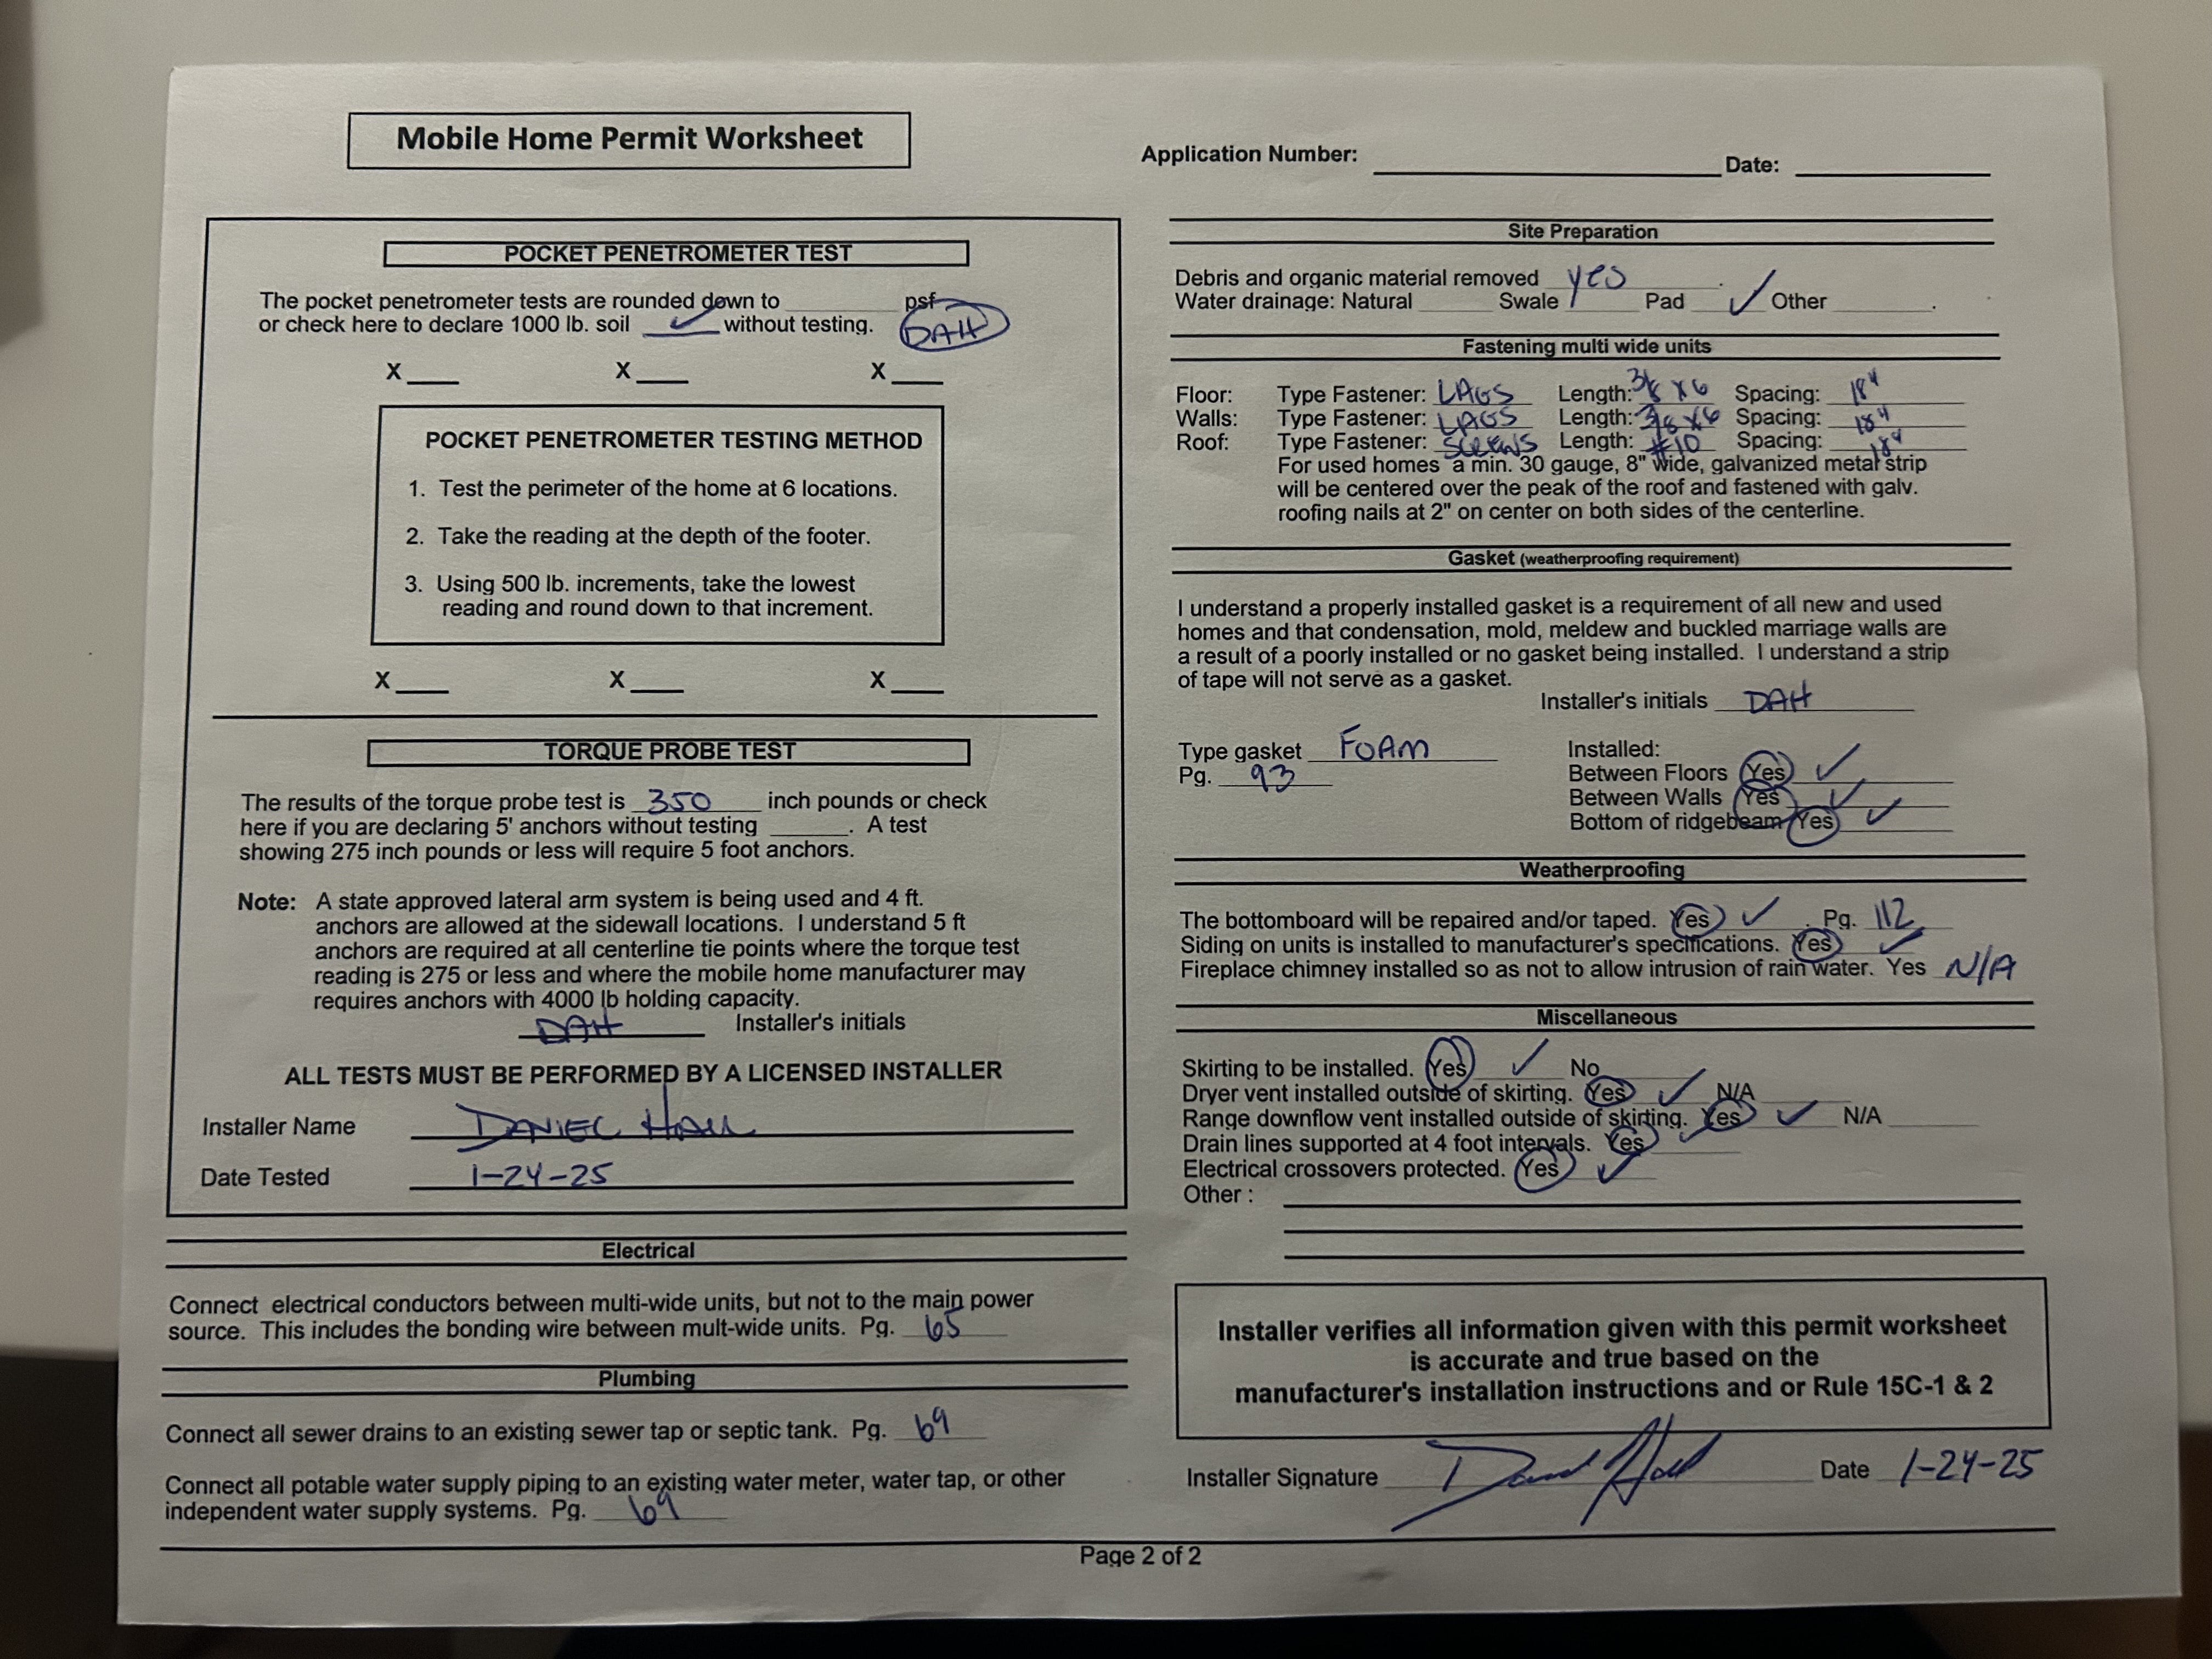 Mobile Home Permit Worksheet
Application Number: Date:
POCKET PENETROMETER TEST
The pocket penetrometer tests are rounded down to psf
or check here to declare 1000 lb. soil ✓ without testing. DAH
X X X
POCKET PENETROMETER TESTING METHOD
1. Test the perimeter of the home at 6 locations.
2. Take the reading at the depth of the footer.
3. Using 500 lb. increments, take the lowest
reading and round down to that increment.
X X X
TORQUE PROBE TEST
The results of the torque probe test is 350 inch pounds or check
here if you are declaring 5' anchors without testing . A test
showing 275 inch pounds or less will require 5 foot anchors.
Note: A state approved lateral arm system is being used and 4 ft.
anchors are allowed at the sidewall locations. I understand 5 ft
anchors are required at all centerline tie points where the torque test
reading is 275 or less and where the mobile home manufacturer may
requires anchors with 4000 lb holding capacity.
DAH Installer's initials
ALL TESTS MUST BE PERFORMED BY A LICENSED INSTALLER
Installer Name DANIEL HALL
Date Tested 1-24-25
Electrical
Connect electrical conductors between multi-wide units, but not to the main power
source. This includes the bonding wire between mult-wide units. Pg. 65
Plumbing
Connect all sewer drains to an existing sewer tap or septic tank. Pg. 69
Connect all potable water supply piping to an existing water meter, water tap, or other
independent water supply systems. Pg. 69
Site Preparation
Debris and organic material removed yes .
Water drainage: Natural Swale Pad ✓ Other .
Fastening multi wide units
Floor: Type Fastener: LAGS Length: 3/8 x 6 Spacing: 18"
Walls: Type Fastener: LAGS Length: 3/8 x 6 Spacing: 18"
Roof: Type Fastener: SCREWS Length: #10 Spacing: 18"
For used homes a min. 30 gauge, 8" wide, galvanized metal strip
will be centered over the peak of the roof and fastened with galv.
roofing nails at 2" on center on both sides of the centerline.
Gasket (weatherproofing requirement)
I understand a properly installed gasket is a requirement of all new and used
homes and that condensation, mold, meldew and buckled marriage walls are
a result of a poorly installed or no gasket being installed. I understand a strip
of tape will not serve as a gasket.
Installer's initials DAH
Type gasket FOAM
Pg. 93
Installed:
Between Floors Yes ✓
Between Walls Yes ✓
Bottom of ridgebeam Yes ✓
Weatherproofing
The bottomboard will be repaired and/or taped. Yes ✓ . Pg. 112
Siding on units is installed to manufacturer's specifications. Yes ✓
Fireplace chimney installed so as not to allow intrusion of rain water. Yes N/A
Miscellaneous
Skirting to be installed. Yes ✓ No
Dryer vent installed outside of skirting. Yes ✓ N/A
Range downflow vent installed outside of skirting. Yes ✓ N/A
Drain lines supported at 4 foot intervals. Yes ✓
Electrical crossovers protected. Yes ✓
Other :
Installer verifies all information given with this permit worksheet
is accurate and true based on the
manufacturer's installation instructions and or Rule 15C-1 & 2
Installer Signature Daniel Hall Date 1-24-25
Page 2 of 2